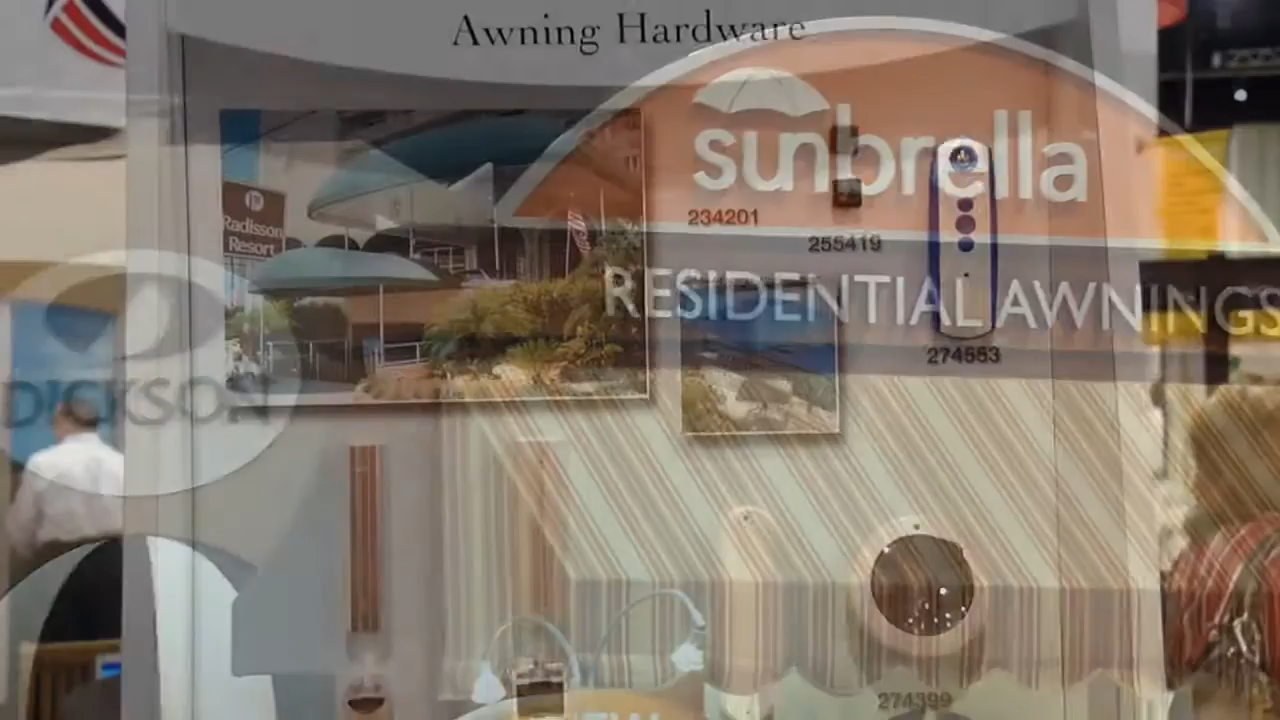 Awning Hardware
sunbrella
Radisson
Resort
234201
255419
RESIDENTIAL AWNINGS
274553
DICKSON
274399